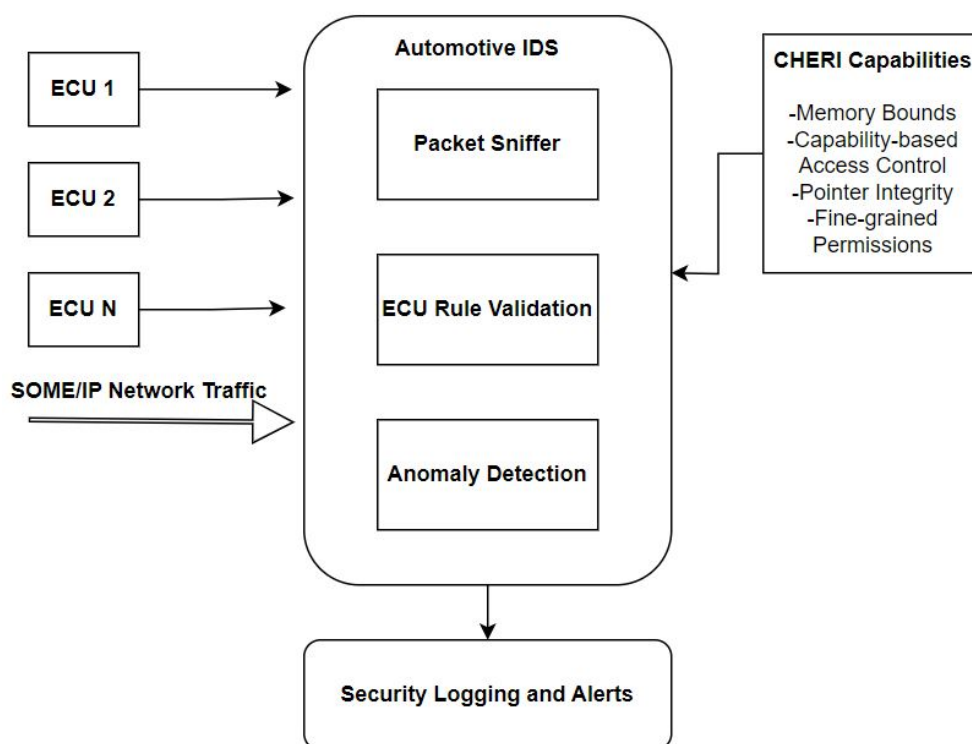 Automotive IDS
ECU 1
ECU 2
ECU N
SOME/IP Network Traffic
Packet Sniffer
ECU Rule Validation
Anomaly Detection
CHERI Capabilities
-Memory Bounds
-Capability-based
Access Control
-Pointer Integrity
-Fine-grained
Permissions
Security Logging and Alerts